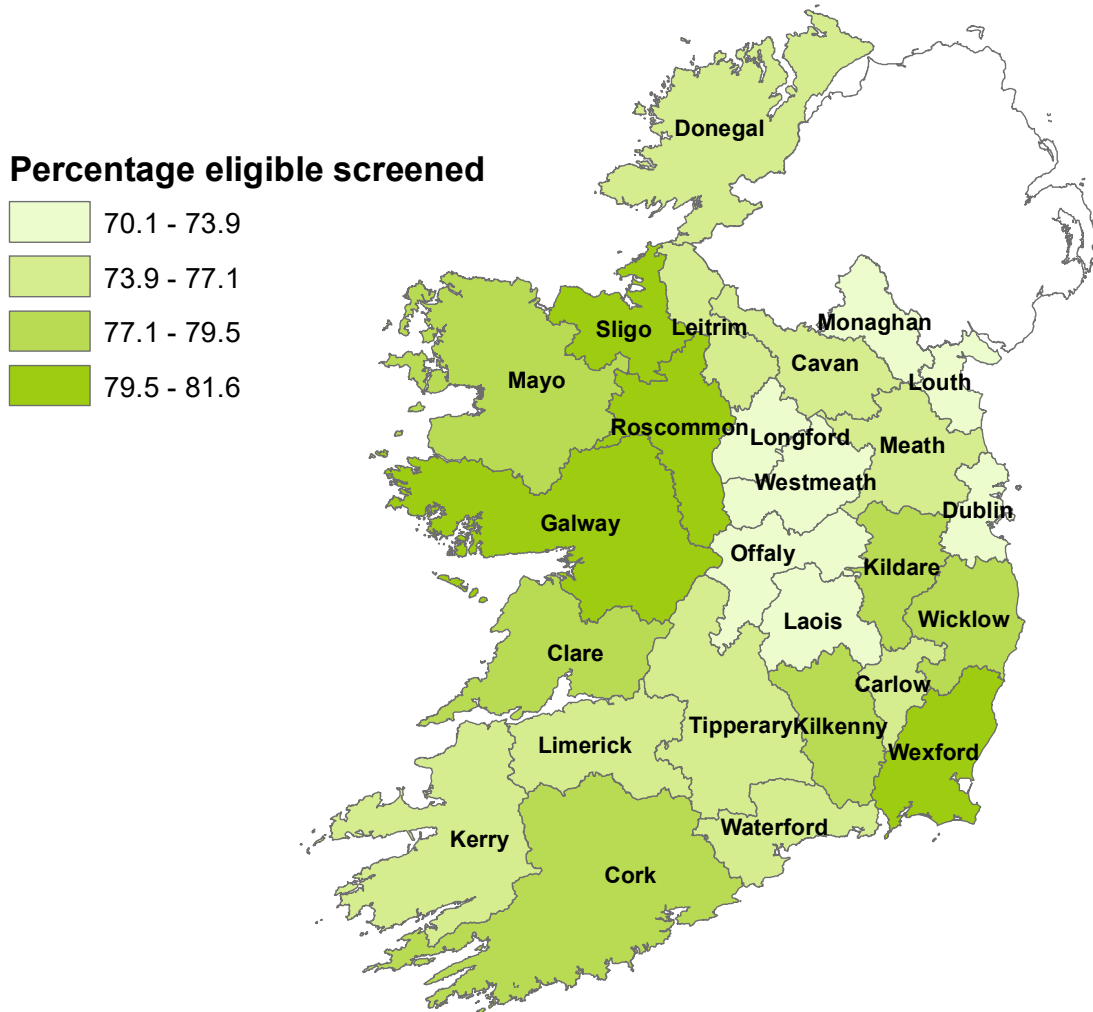 Donegal
Percentage eligible screened
70.1 - 73.9
73.9 - 77.1
77.1 - 79.5
79.5 - 81.6
Monaghan
Sligo
Leitrim
Cavan
Mayo
Louth
Roscommon
Longford
Meath
Westmeath
Dublin
Galway
Offaly
Kildare
Laois
Wicklow
Clare
Carlow
Tipperary
Kilkenny
Limerick
Wexford
Waterford
Kerry
Cork